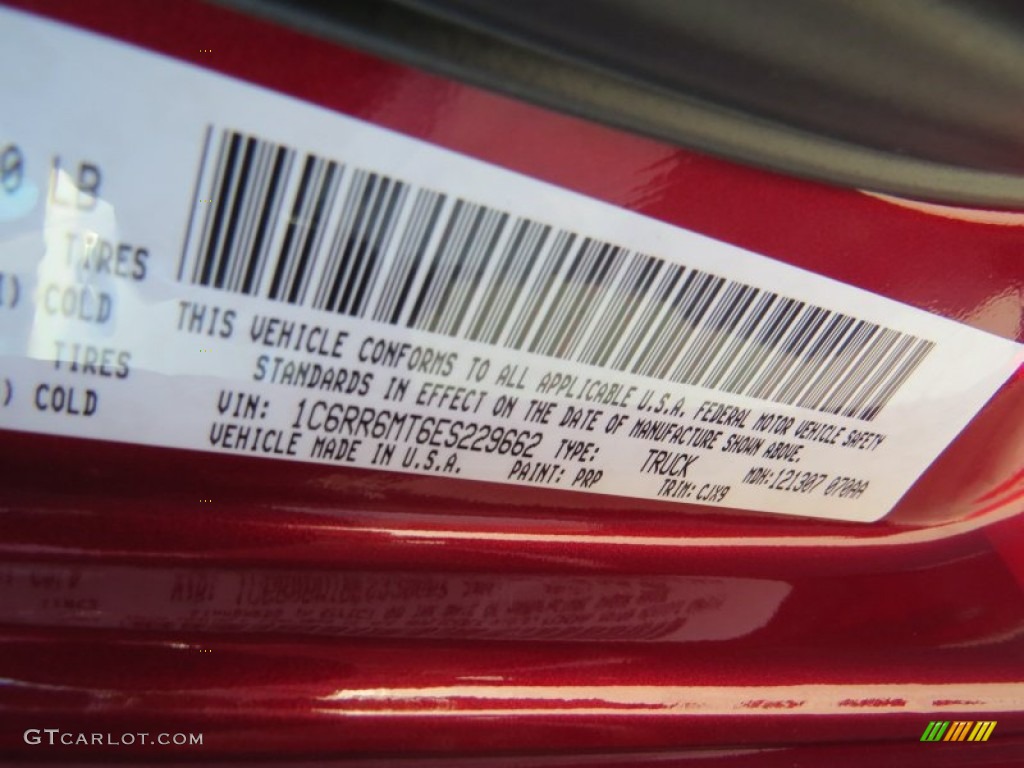 0 LB
TIRES
) COLD
TIRES
) COLD
THIS VEHICLE CONFORMS TO ALL APPLICABLE U.S.A. FEDERAL MOTOR VEHICLE SAFETY
STANDARDS IN EFFECT ON THE DATE OF MANUFACTURE SHOWN ABOVE.
VIN: 1C6RR6MT6ES229662 TYPE: TRUCK MDH:121307 070AA
VEHICLE MADE IN U.S.A. PAINT: PRP TRIM: CJX9
GTCARLOT.COM